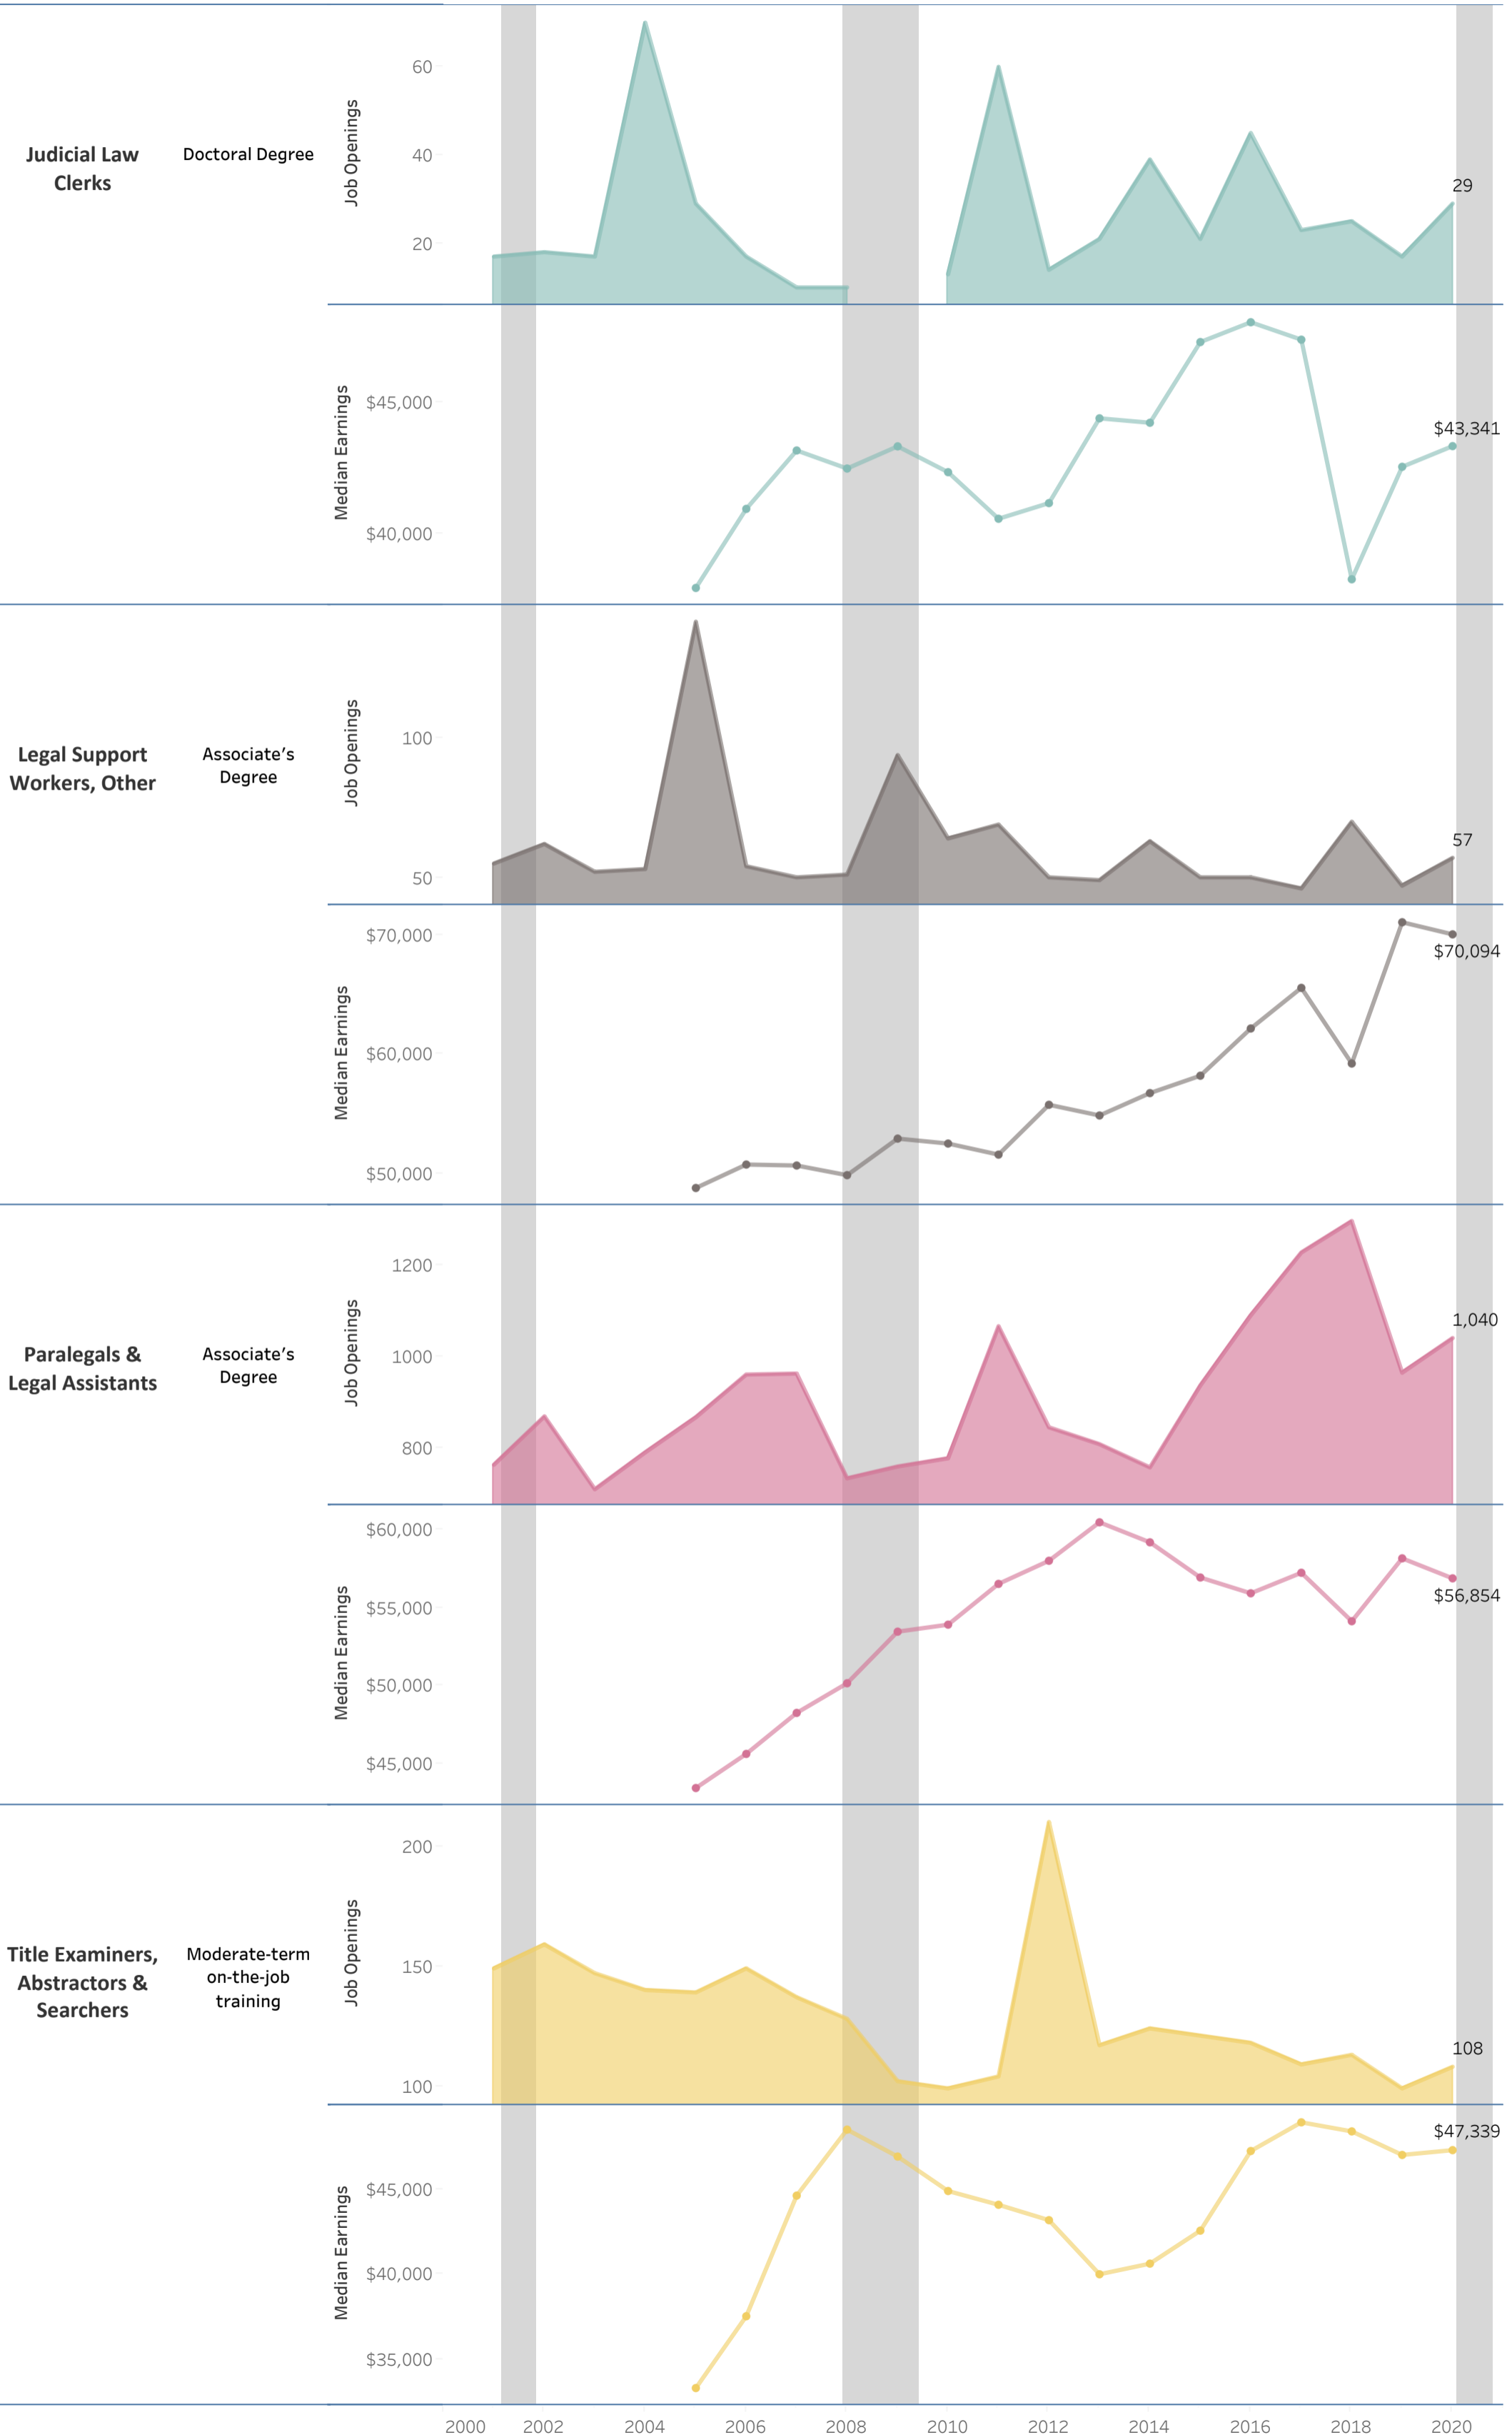 Judicial Law
Clerks
Doctoral Degree
Job Openings
60
40
20
29
Median Earnings
$45,000
$40,000
$43,341
Legal Support
Workers, Other
Associate's
Degree
Job Openings
100
50
57
Median Earnings
$70,000
$60,000
$50,000
$70,094
Paralegals &
Legal Assistants
Associate's
Degree
Job Openings
1200
1000
800
1,040
Median Earnings
$60,000
$55,000
$50,000
$45,000
$56,854
Title Examiners,
Abstractors &
Searchers
Moderate-term
on-the-job
training
Job Openings
200
150
100
108
Median Earnings
$45,000
$40,000
$35,000
$47,339
2000 2002 2004 2006 2008 2010 2012 2014 2016 2018 2020